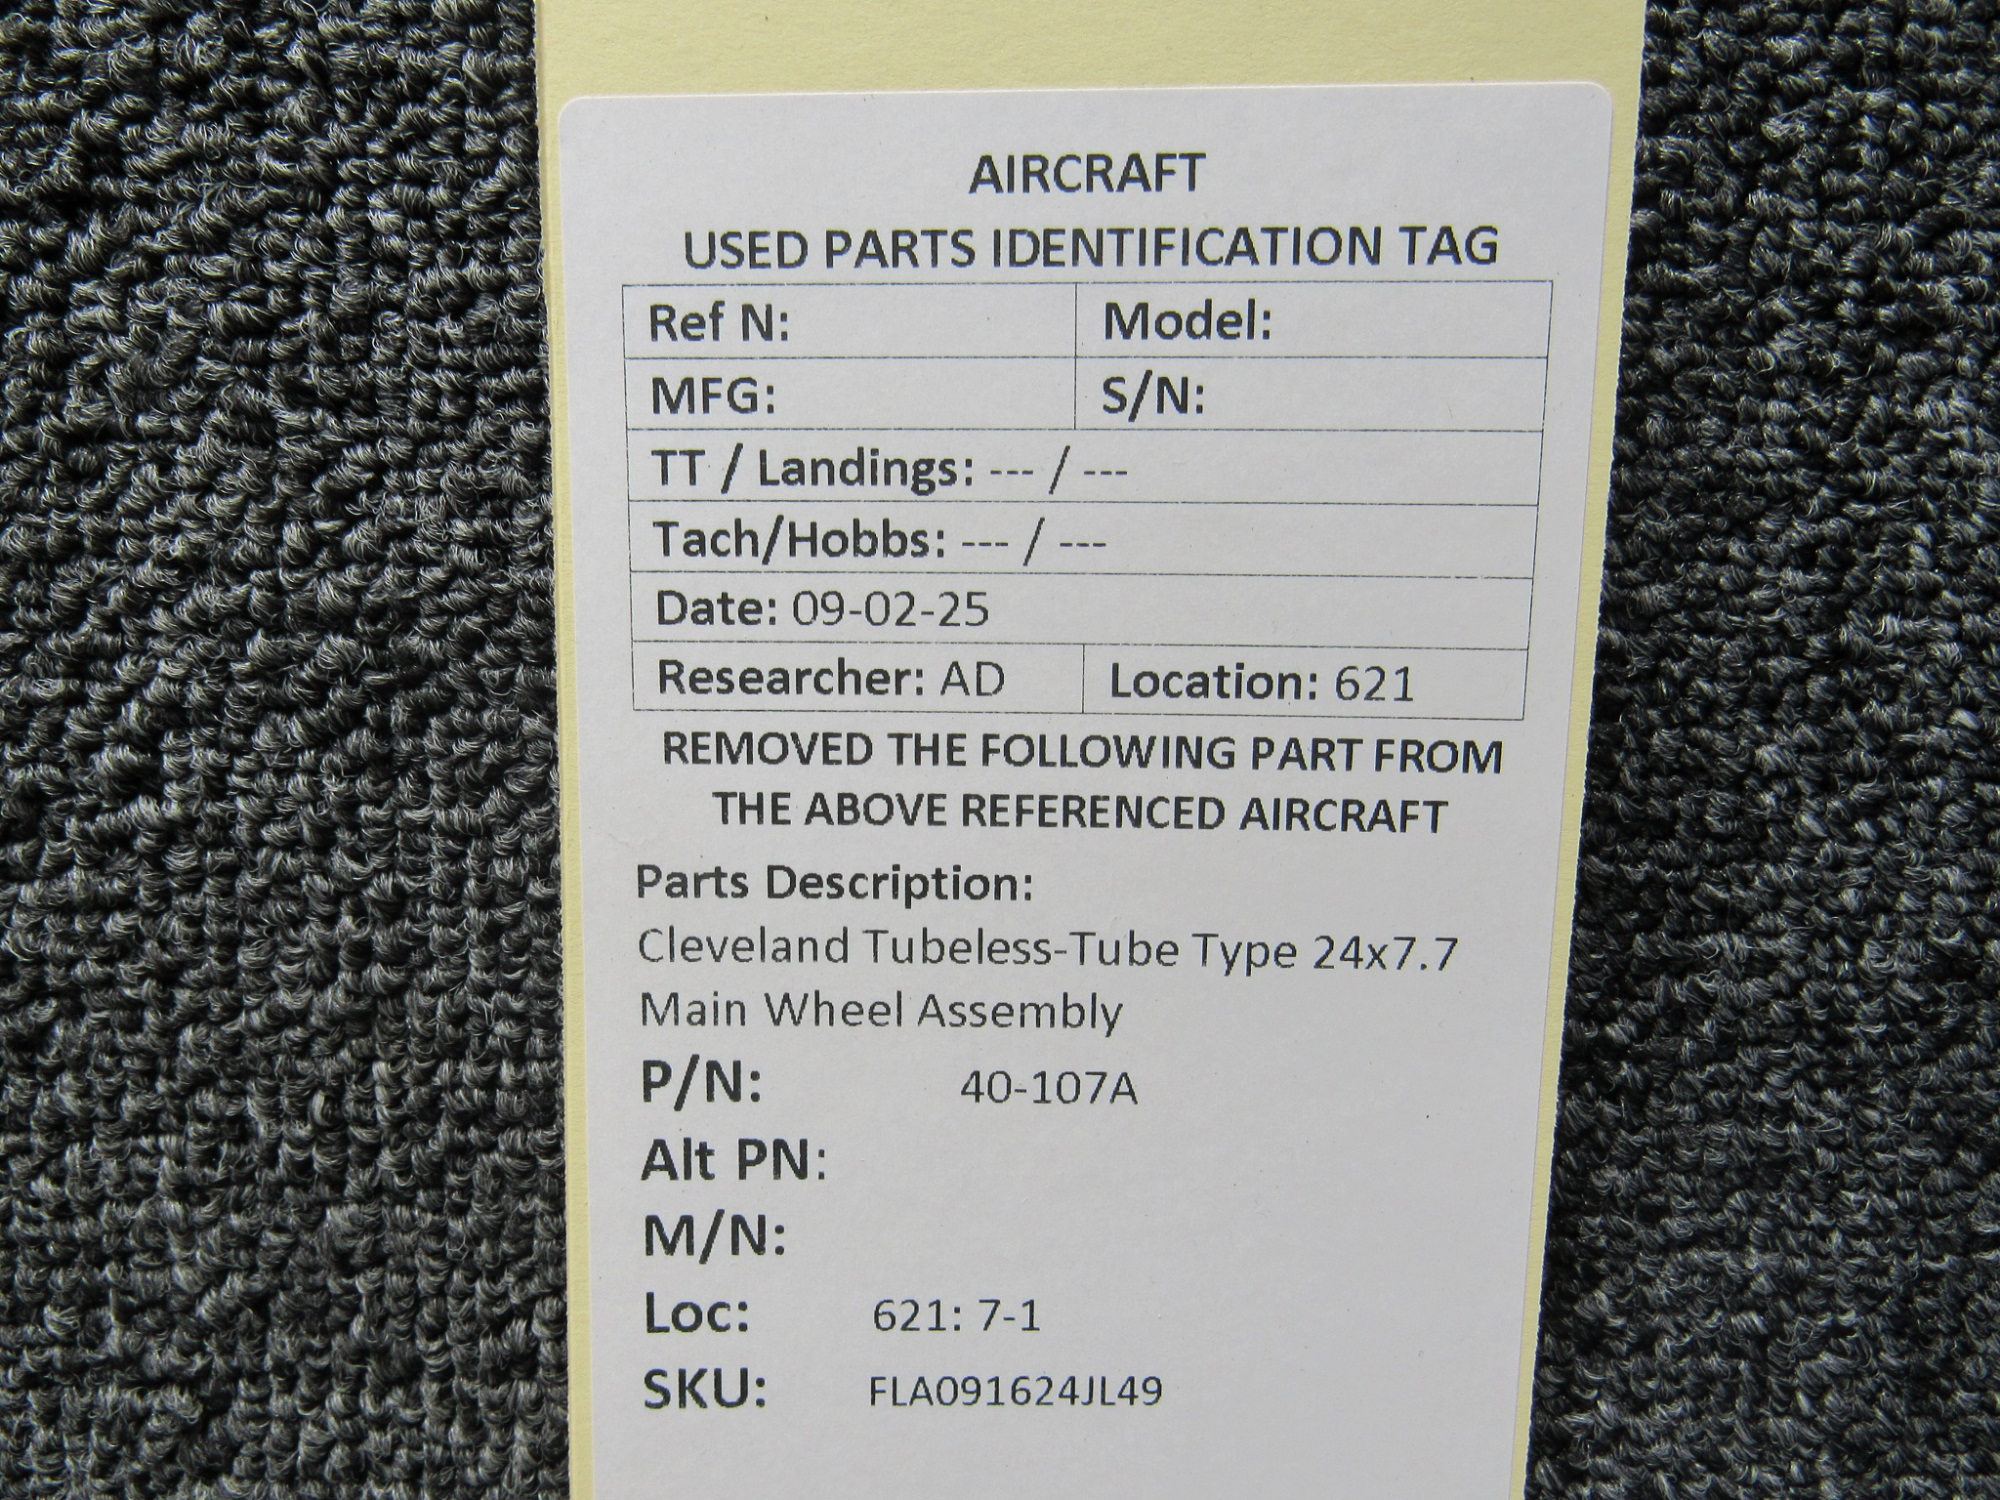 AIRCRAFT
USED PARTS IDENTIFICATION TAG
Ref N: Model:
MFG: S/N:
TT / Landings: --- / ---
Tach/Hobbs: --- / ---
Date: 09-02-25
Researcher: AD Location: 621
REMOVED THE FOLLOWING PART FROM
THE ABOVE REFERENCED AIRCRAFT
Parts Description:
Cleveland Tubeless-Tube Type 24x7.7
Main Wheel Assembly
P/N: 40-107A
Alt PN:
M/N:
Loc: 621: 7-1
SKU: FLA091624JL49